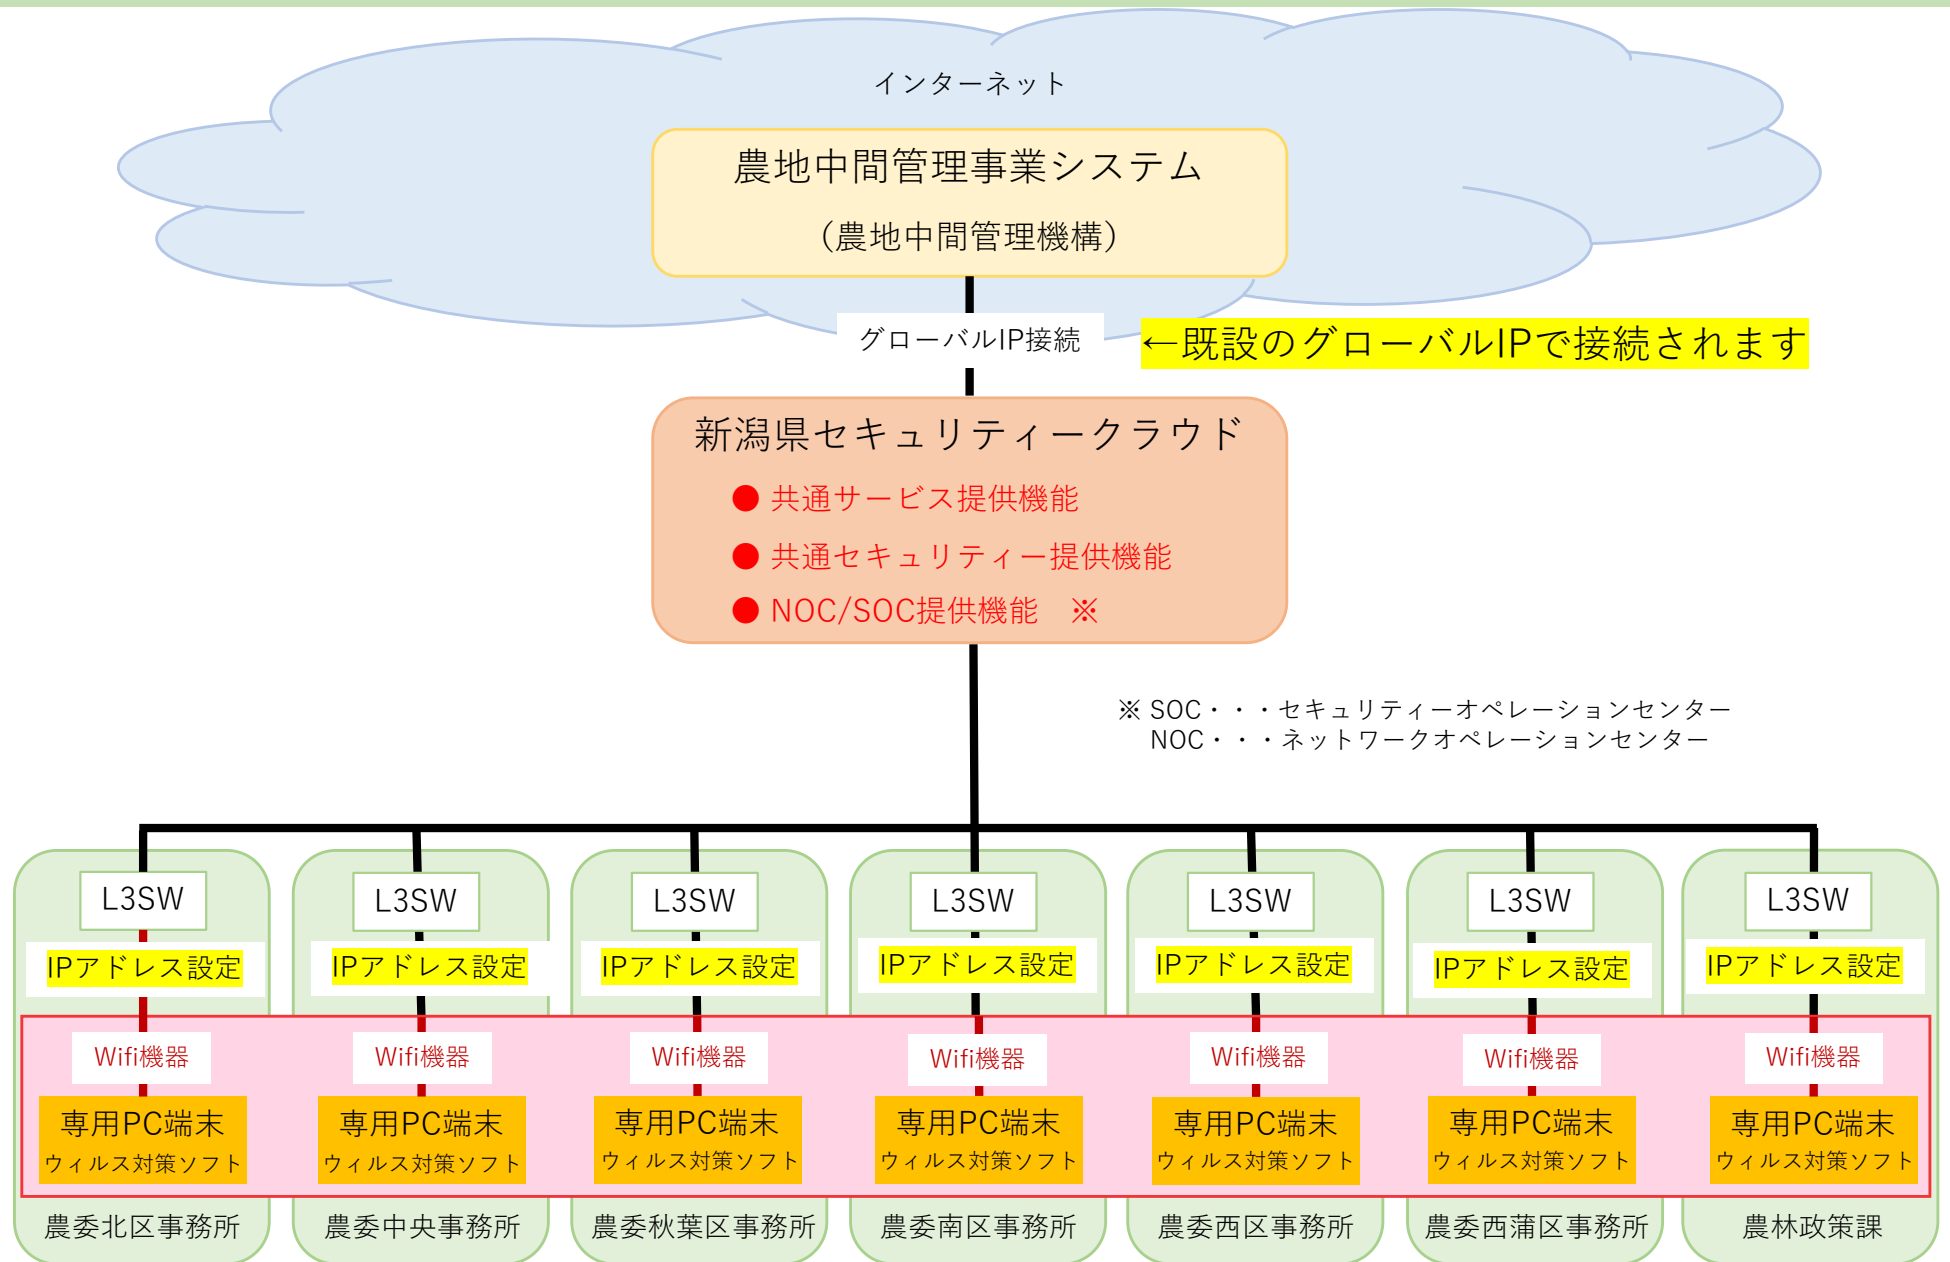 インターネット
農地中間管理事業システム
（農地中間管理機構）
グローバルIP接続
←既設のグローバルIPで接続されます
新潟県セキュリティークラウド
● 共通サービス提供機能
● 共通セキュリティー提供機能
● NOC/SOC提供機能　※
※ SOC・・・セキュリティーオペレーションセンター
NOC・・・ネットワークオペレーションセンター
L3SW
IPアドレス設定
Wifi機器
専用PC端末
ウィルス対策ソフト
農委北区事務所
L3SW
IPアドレス設定
Wifi機器
専用PC端末
ウィルス対策ソフト
農委中央事務所
L3SW
IPアドレス設定
Wifi機器
専用PC端末
ウィルス対策ソフト
農委秋葉区事務所
L3SW
IPアドレス設定
Wifi機器
専用PC端末
ウィルス対策ソフト
農委南区事務所
L3SW
IPアドレス設定
Wifi機器
専用PC端末
ウィルス対策ソフト
農委西区事務所
L3SW
IPアドレス設定
Wifi機器
専用PC端末
ウィルス対策ソフト
農委西蒲区事務所
L3SW
IPアドレス設定
Wifi機器
専用PC端末
ウィルス対策ソフト
農林政策課